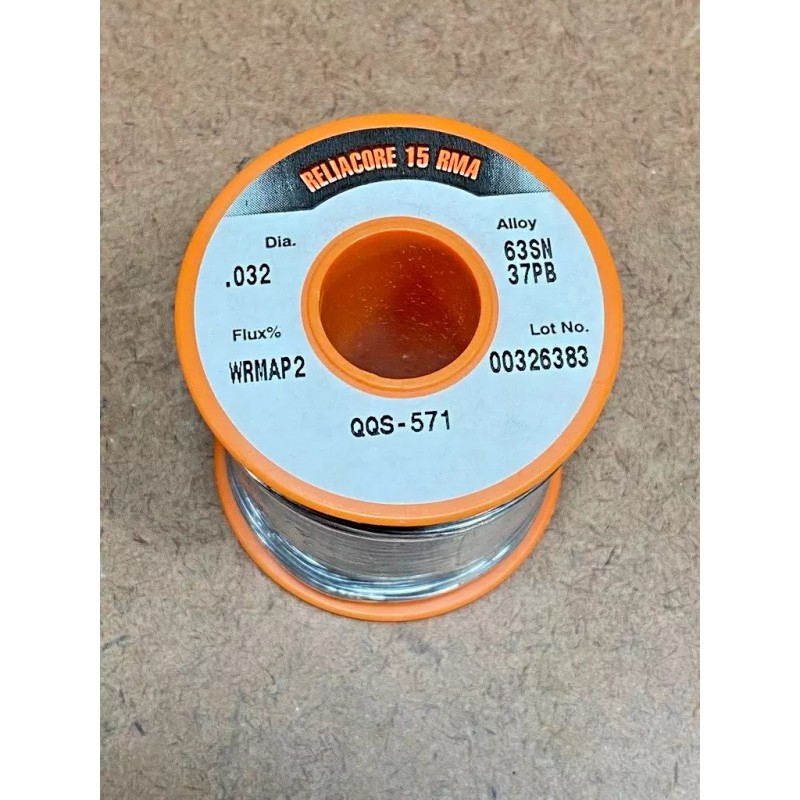 RELIACORE 15 RMA
Dia.
.032
Alloy
63SN
37PB
Flux%
WRMAP2
Lot No.
00326383
QQS-571